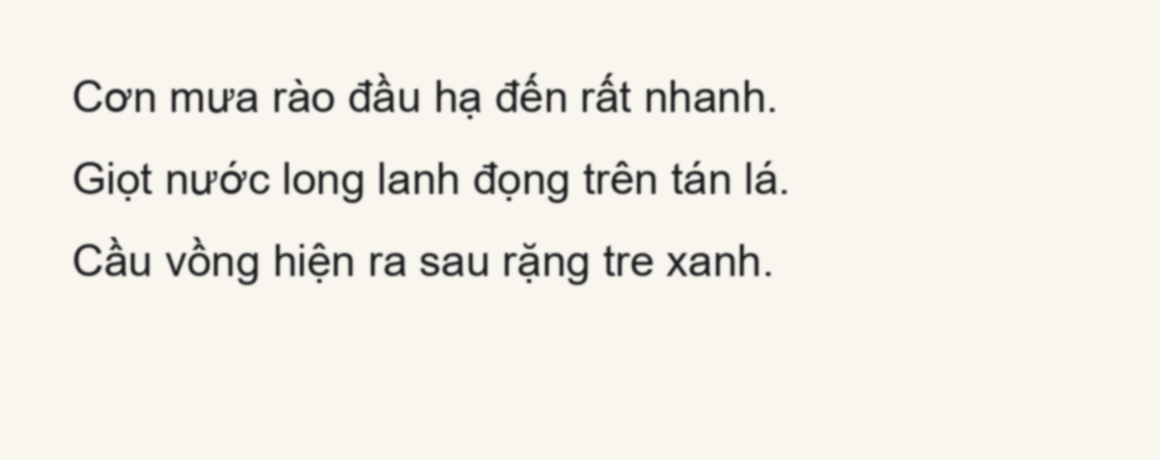 Cơn mưa rào đầu hạ đến rất nhanh.
Giọt nước long lanh đọng trên tán lá.
Cầu vồng hiện ra sau rặng tre xanh.